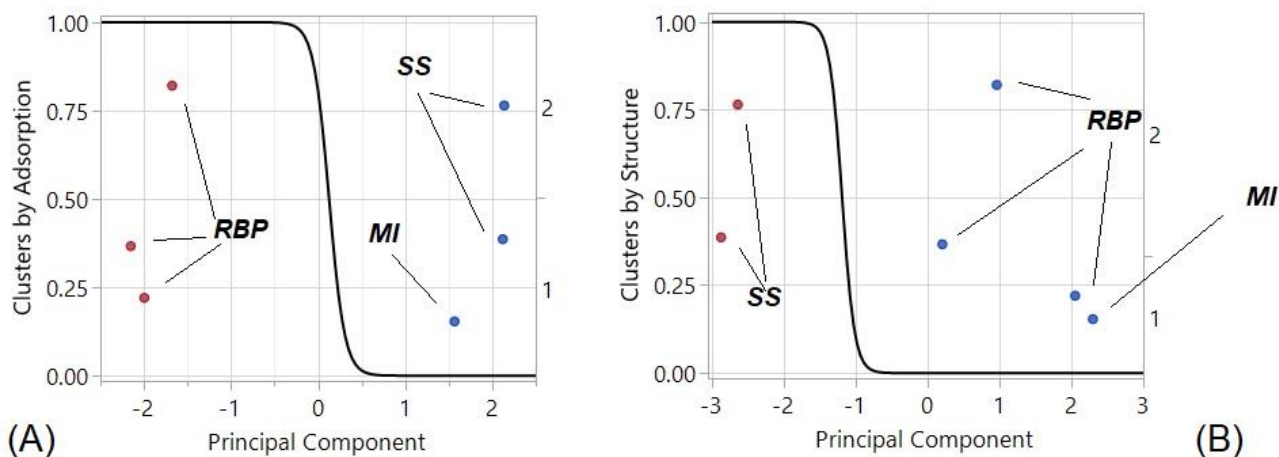 1.00
0.75
0.50
0.25
0.00
Clusters by Adsorption
SS
RBP
MI
2
1
-2 -1 0 1 2
Principal Component
(A)
1.00
0.75
0.50
0.25
0.00
Clusters by Structure
SS
RBP
MI
2
1
-3 -2 -1 0 1 2 3
Principal Component
(B)